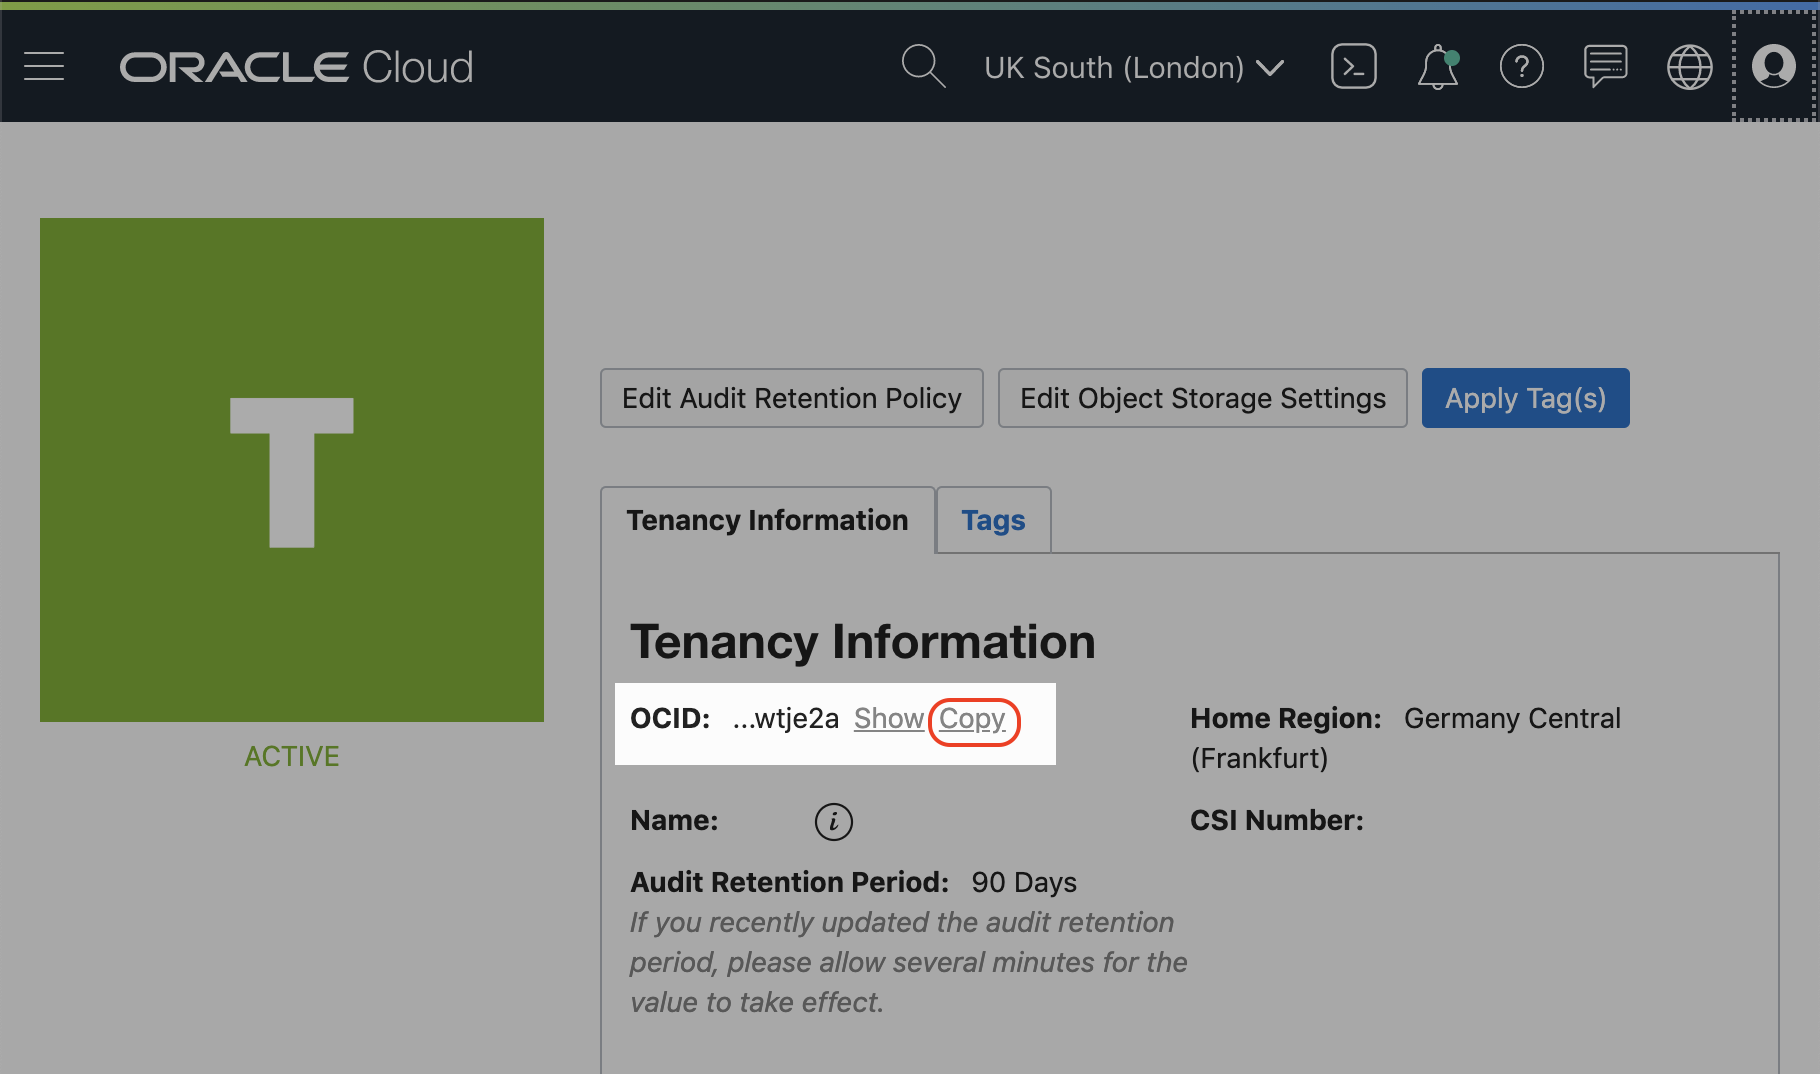 ORACLE Cloud
UK South (London)
T
ACTIVE
Edit Audit Retention Policy
Edit Object Storage Settings
Apply Tag(s)
Tenancy Information
Tags
Tenancy Information
OCID: ...wtje2a Show Copy
Home Region: Germany Central
(Frankfurt)
Name:
CSI Number:
Audit Retention Period: 90 Days
If you recently updated the audit retention
period, please allow several minutes for the
value to take effect.